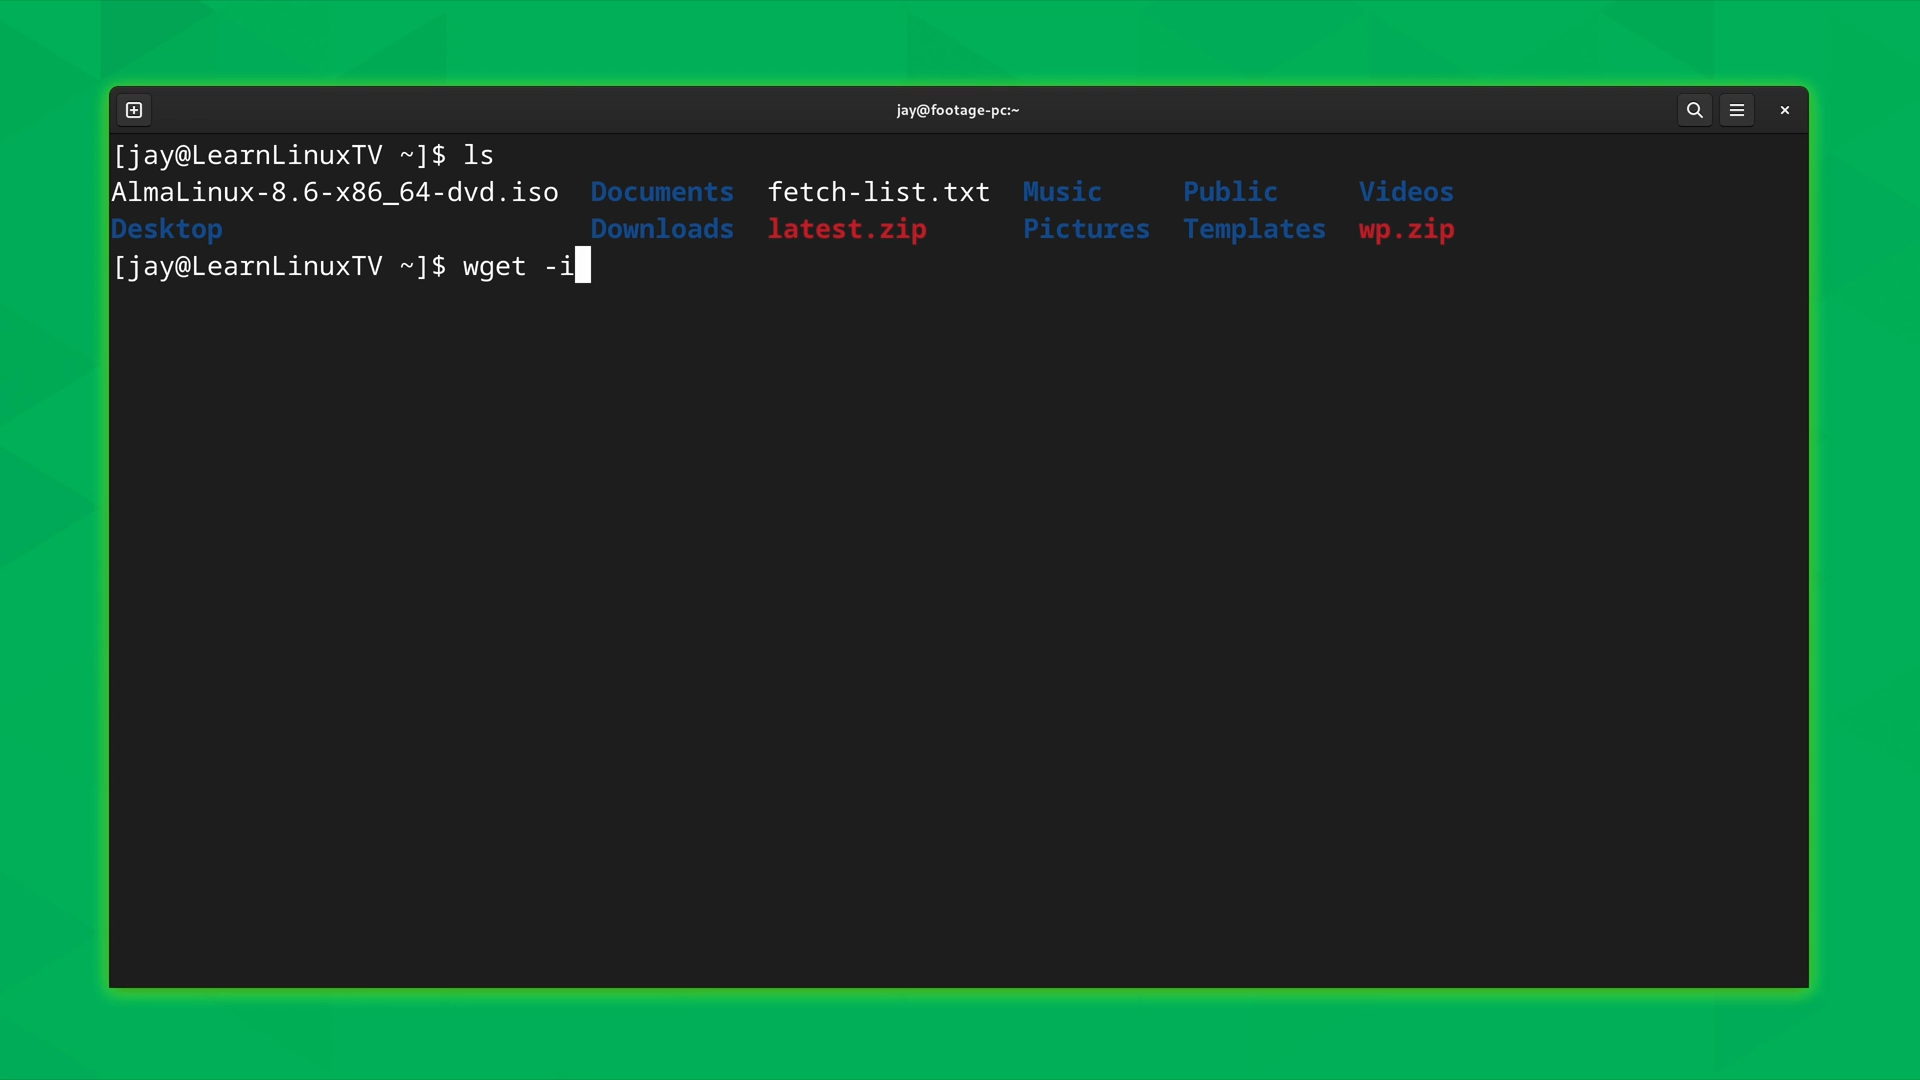 jay@footage-pc:~
[jay@LearnLinuxTV ~]$ ls
AlmaLinux-8.6-x86_64-dvd.iso  Documents  fetch-list.txt  Music     Public     Videos
Desktop                       Downloads  latest.zip      Pictures  Templates  wp.zip
[jay@LearnLinuxTV ~]$ wget -i